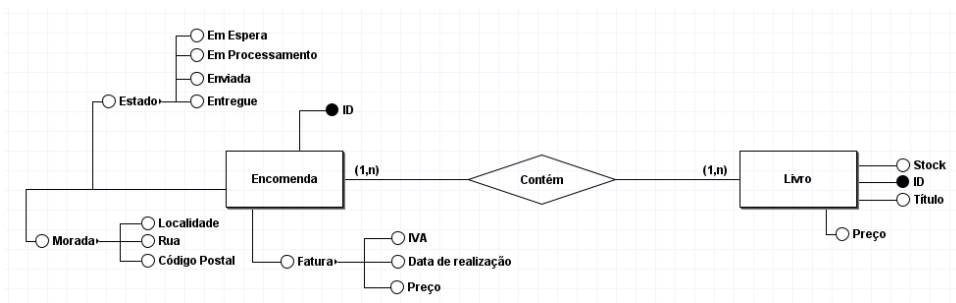 Em Espera
Em Processamento
Enviada
Estado
Entregue
ID
Encomenda
(1,n)
Contém
(1,n)
Livro
Stock
ID
Título
Preço
Morada
Localidade
Rua
Código Postal
Fatura
IVA
Data de realização
Preço